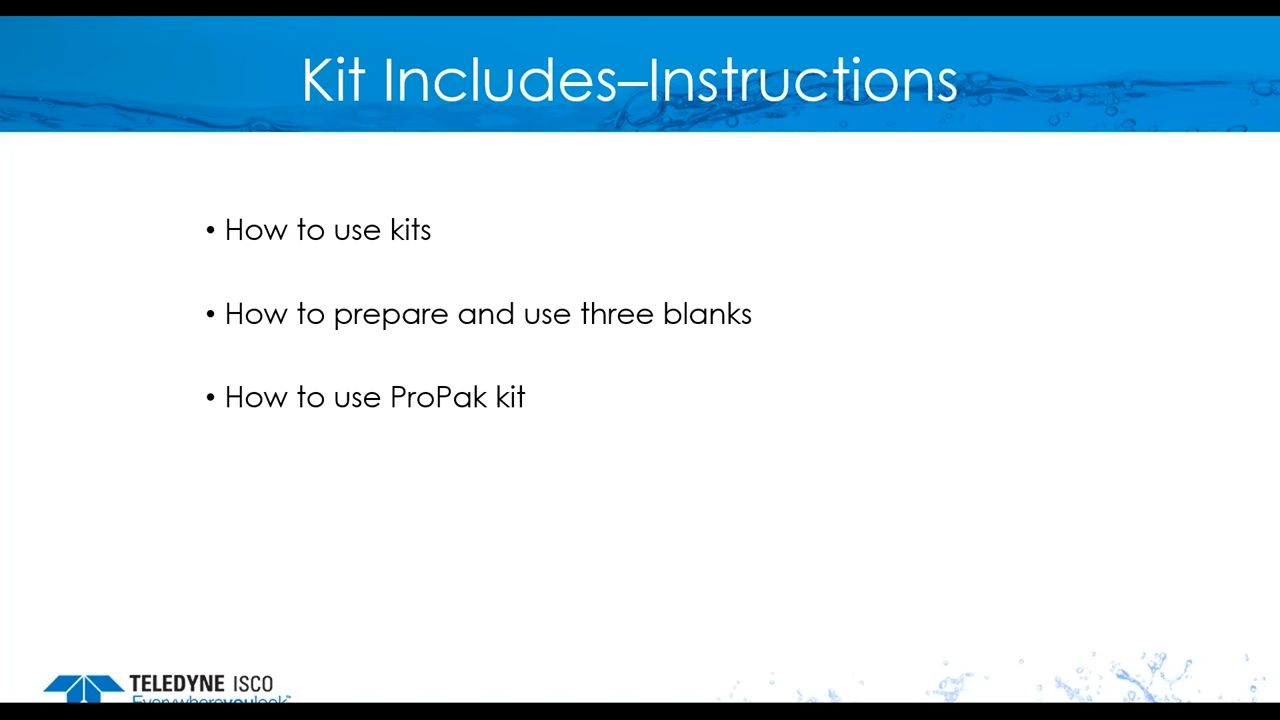 Kit Includes–Instructions
• How to use kits
• How to prepare and use three blanks
• How to use ProPak kit
TELEDYNE ISCO
Everywhereyoulook™